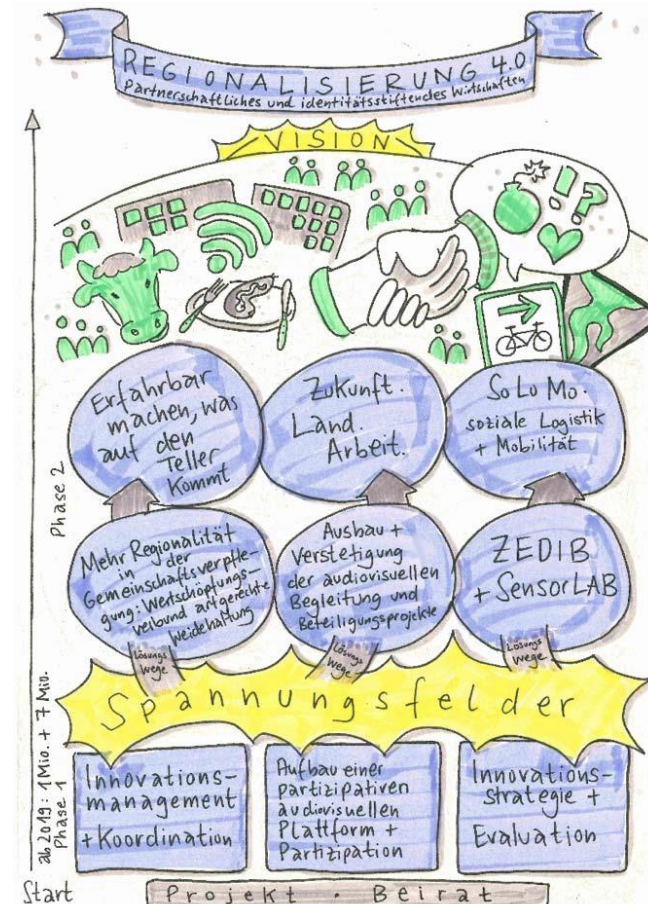 REGIONALISIERUNG 4.0
Partnerschaftliches und identitätsstiftendes Wirtschaften
VISION
!?
Erfahrbar
machen, was
auf den
Teller
kommt
Zukunft.
Land.
Arbeit.
SoLoMo.
soziale Logistik
+ Mobilität
Phase 2
Mehr Regionalität
in der
Gemeinschaftsverpfle-
gung: Wertschöpfungs-
verbund artgerechte
Weidehaltung
Ausbau +
Verstetigung
der audiovisuellen
Begleitung und
Beteiligungsprojekte
ZEDIB
+ SensorLAB
Lösungs
Wege
Lösungs
Wege
Lösungs
Wege
Spannungsfelder
ab 2019: 1 Mio. + 7 Mio.
Phase 1
Innovations-
management
+ Koordination
Aufbau einer
partizipativen
audiovisuellen
Plattform +
Partizipation
Innovations-
strategie +
Evaluation
Start
Projekt · Beirat